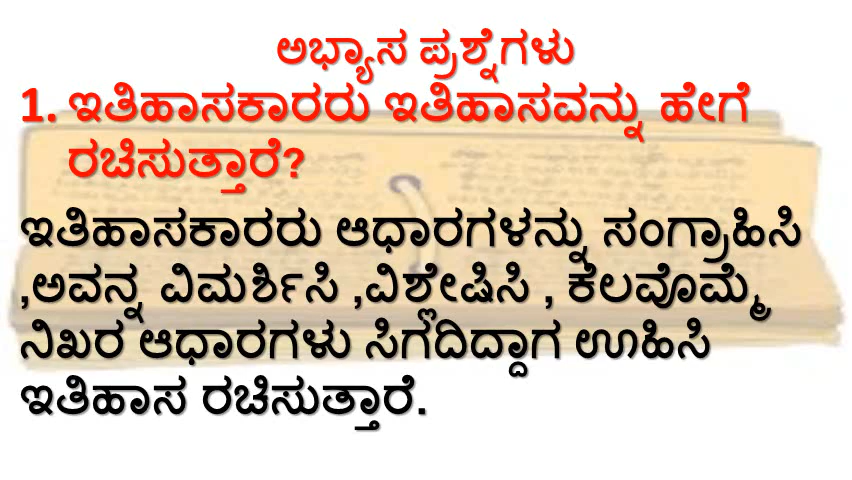 ಅಭ್ಯಾಸ ಪ್ರಶ್ನೆಗಳು
1. ಇತಿಹಾಸಕಾರರು ಇತಿಹಾಸವನ್ನು ಹೇಗೆ
ರಚಿಸುತ್ತಾರೆ?
ಇತಿಹಾಸಕಾರರು ಆಧಾರಗಳನ್ನು ಸಂಗ್ರಾಹಿಸಿ
,ಅವನ್ನ ವಿಮರ್ಶಿಸಿ ,ವಿಶ್ಲೇಷಿಸಿ , ಕೆಲವೊಮ್ಮೆ
ನಿಖರ ಆಧಾರಗಳು ಸಿಗದಿದ್ದಾಗ ಊಹಿಸಿ
ಇತಿಹಾಸ ರಚಿಸುತ್ತಾರೆ.